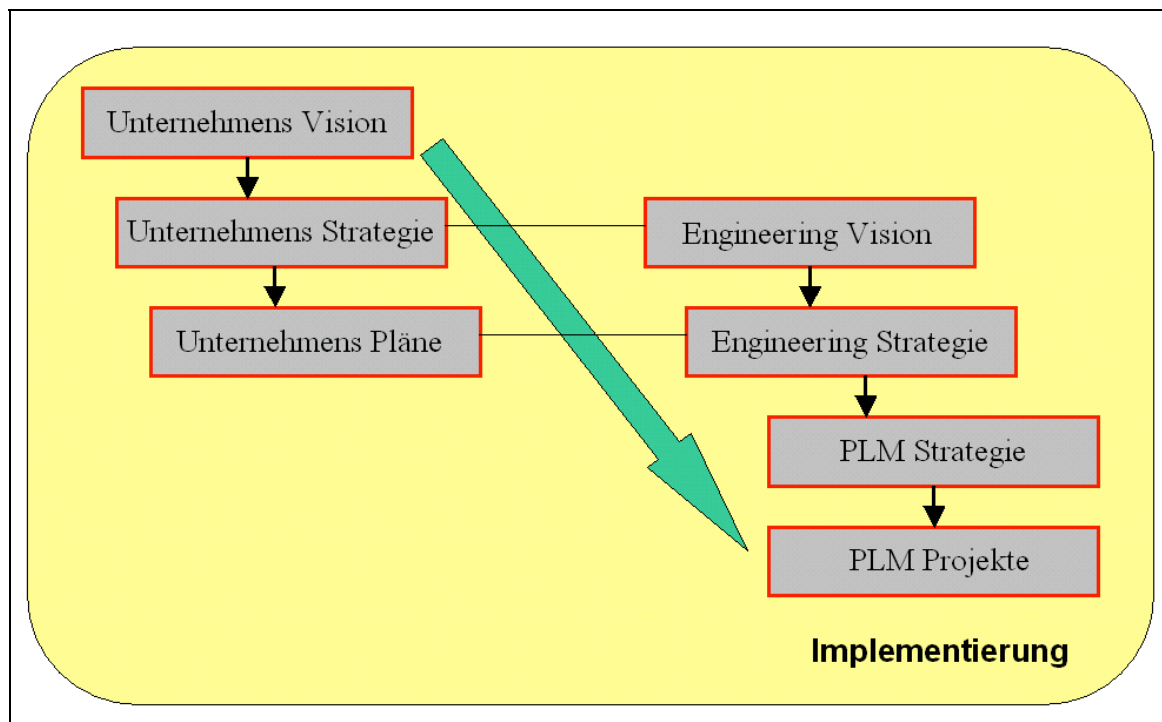 Unternehmens Vision
Unternehmens Strategie
Engineering Vision
Unternehmens Pläne
Engineering Strategie
PLM Strategie
PLM Projekte
Implementierung